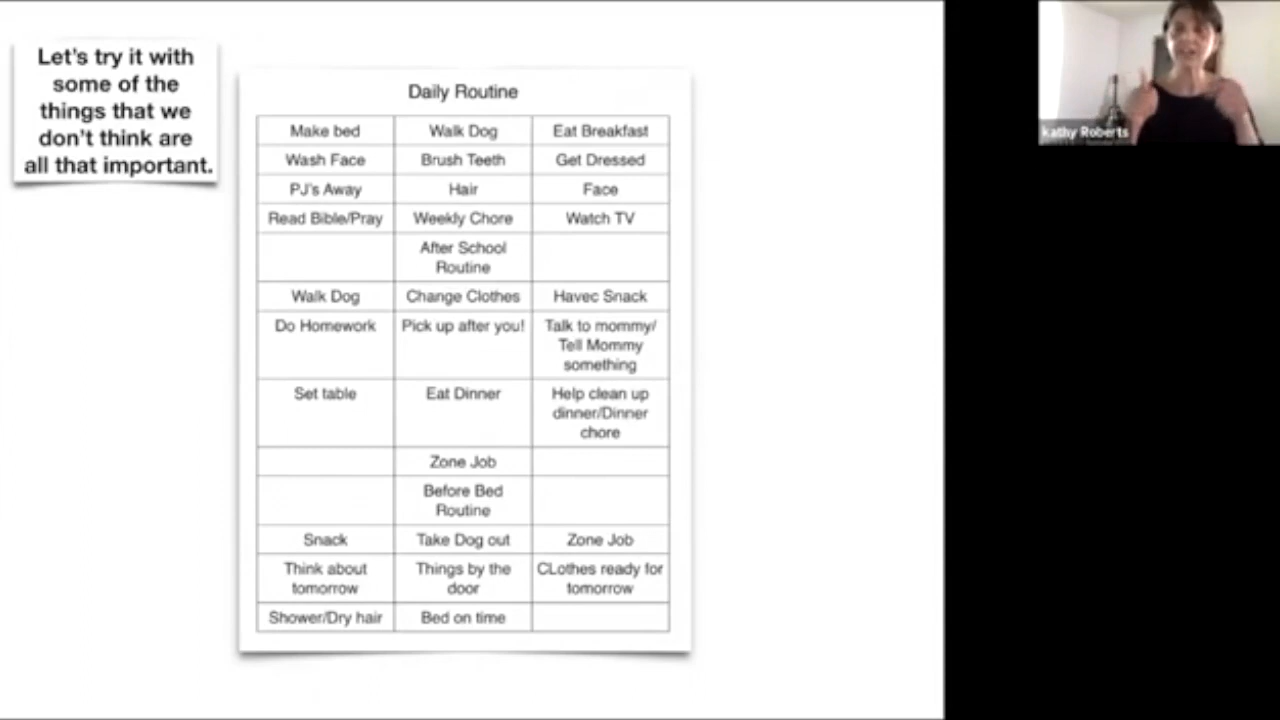 Let's try it with
some of the
things that we
don't think are
all that important.
Daily Routine
Make bed Walk Dog Eat Breakfast
Wash Face Brush Teeth Get Dressed
PJ's Away Hair Face
Read Bible/Pray Weekly Chore Watch TV
After School
Routine
Walk Dog Change Clothes Havec Snack
Do Homework Pick up after you! Talk to mommy/
Tell Mommy
something
Set table Eat Dinner Help clean up
dinner/Dinner
chore
Zone Job
Before Bed
Routine
Snack Take Dog out Zone Job
Think about Things by the CLothes ready for
tomorrow door tomorrow
Shower/Dry hair Bed on time
kathy Roberts